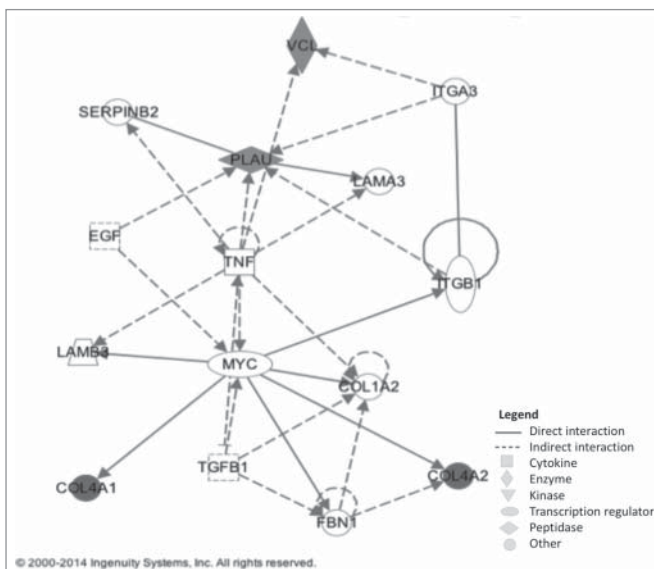 VCL
ITGA3
SERPINB2
PLAU
LAMA3
EGF
TNF
ITGB1
LAMB3
MYC
COL1A2
TGFB1
COL4A1
COL4A2
FBN1
Legend
Direct interaction
Indirect interaction
Cytokine
Enzyme
Kinase
Transcription regulator
Peptidase
Other
© 2000-2014 Ingenuity Systems, Inc. All rights reserved.